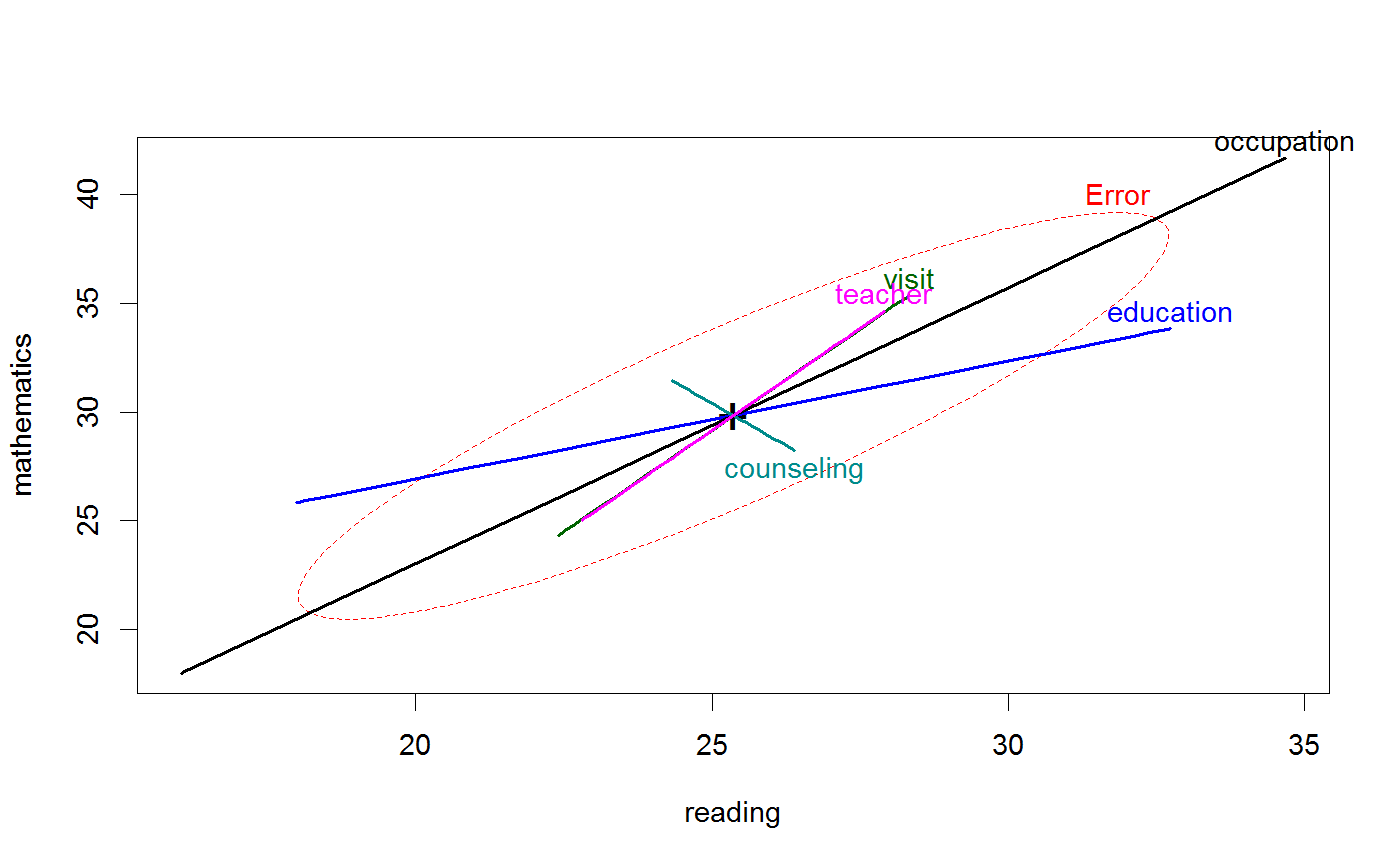 occupation
Error
visit
teacher
education
counseling
mathematics
40
35
30
25
20
20
25
30
35
reading